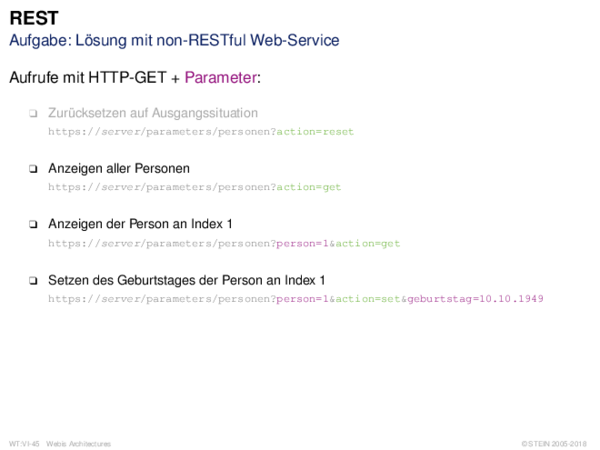 REST
Aufgabe: Lösung mit non-RESTful Web-Service
Aufrufe mit HTTP-GET + Parameter:
❑ Zurücksetzen auf Ausgangssituation
https://server/parameters/personen?action=reset
❑ Anzeigen aller Personen
https://server/parameters/personen?action=get
❑ Anzeigen der Person an Index 1
https://server/parameters/personen?person=1&action=get
❑ Setzen des Geburtstages der Person an Index 1
https://server/parameters/personen?person=1&action=set&geburtstag=10.10.1949
WT:VI-45 Webis Architectures © STEIN 2005-2018